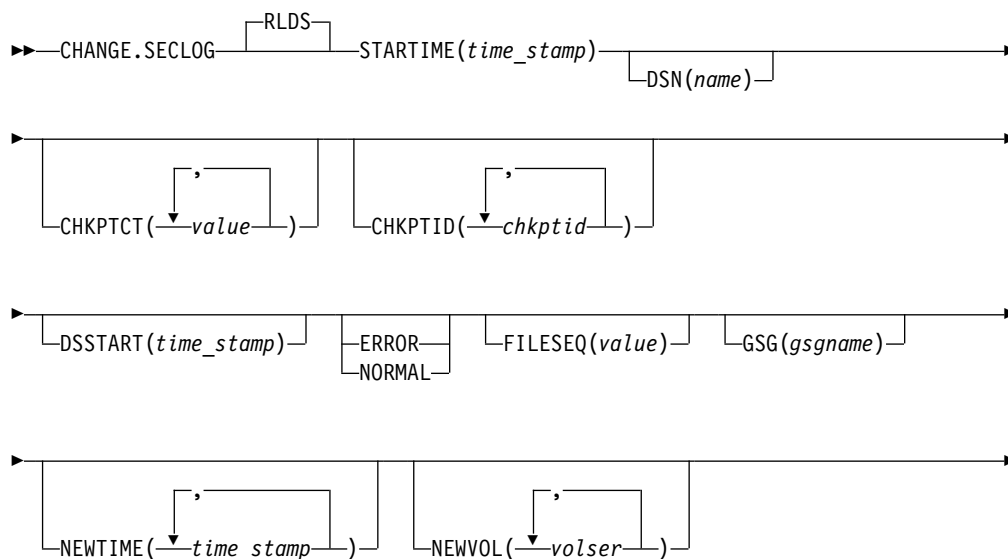 RLDS
CHANGE.SECLOG STARTIME(time_stamp)
DSN(name)
, ,
CHKPTCT( value ) CHKPTID( chkptid )
DSSTART(time_stamp) ERROR FILESEQ(value) GSG(gsgname)
NORMAL
, ,
NEWTIME( time stamp ) NEWVOL( volser )